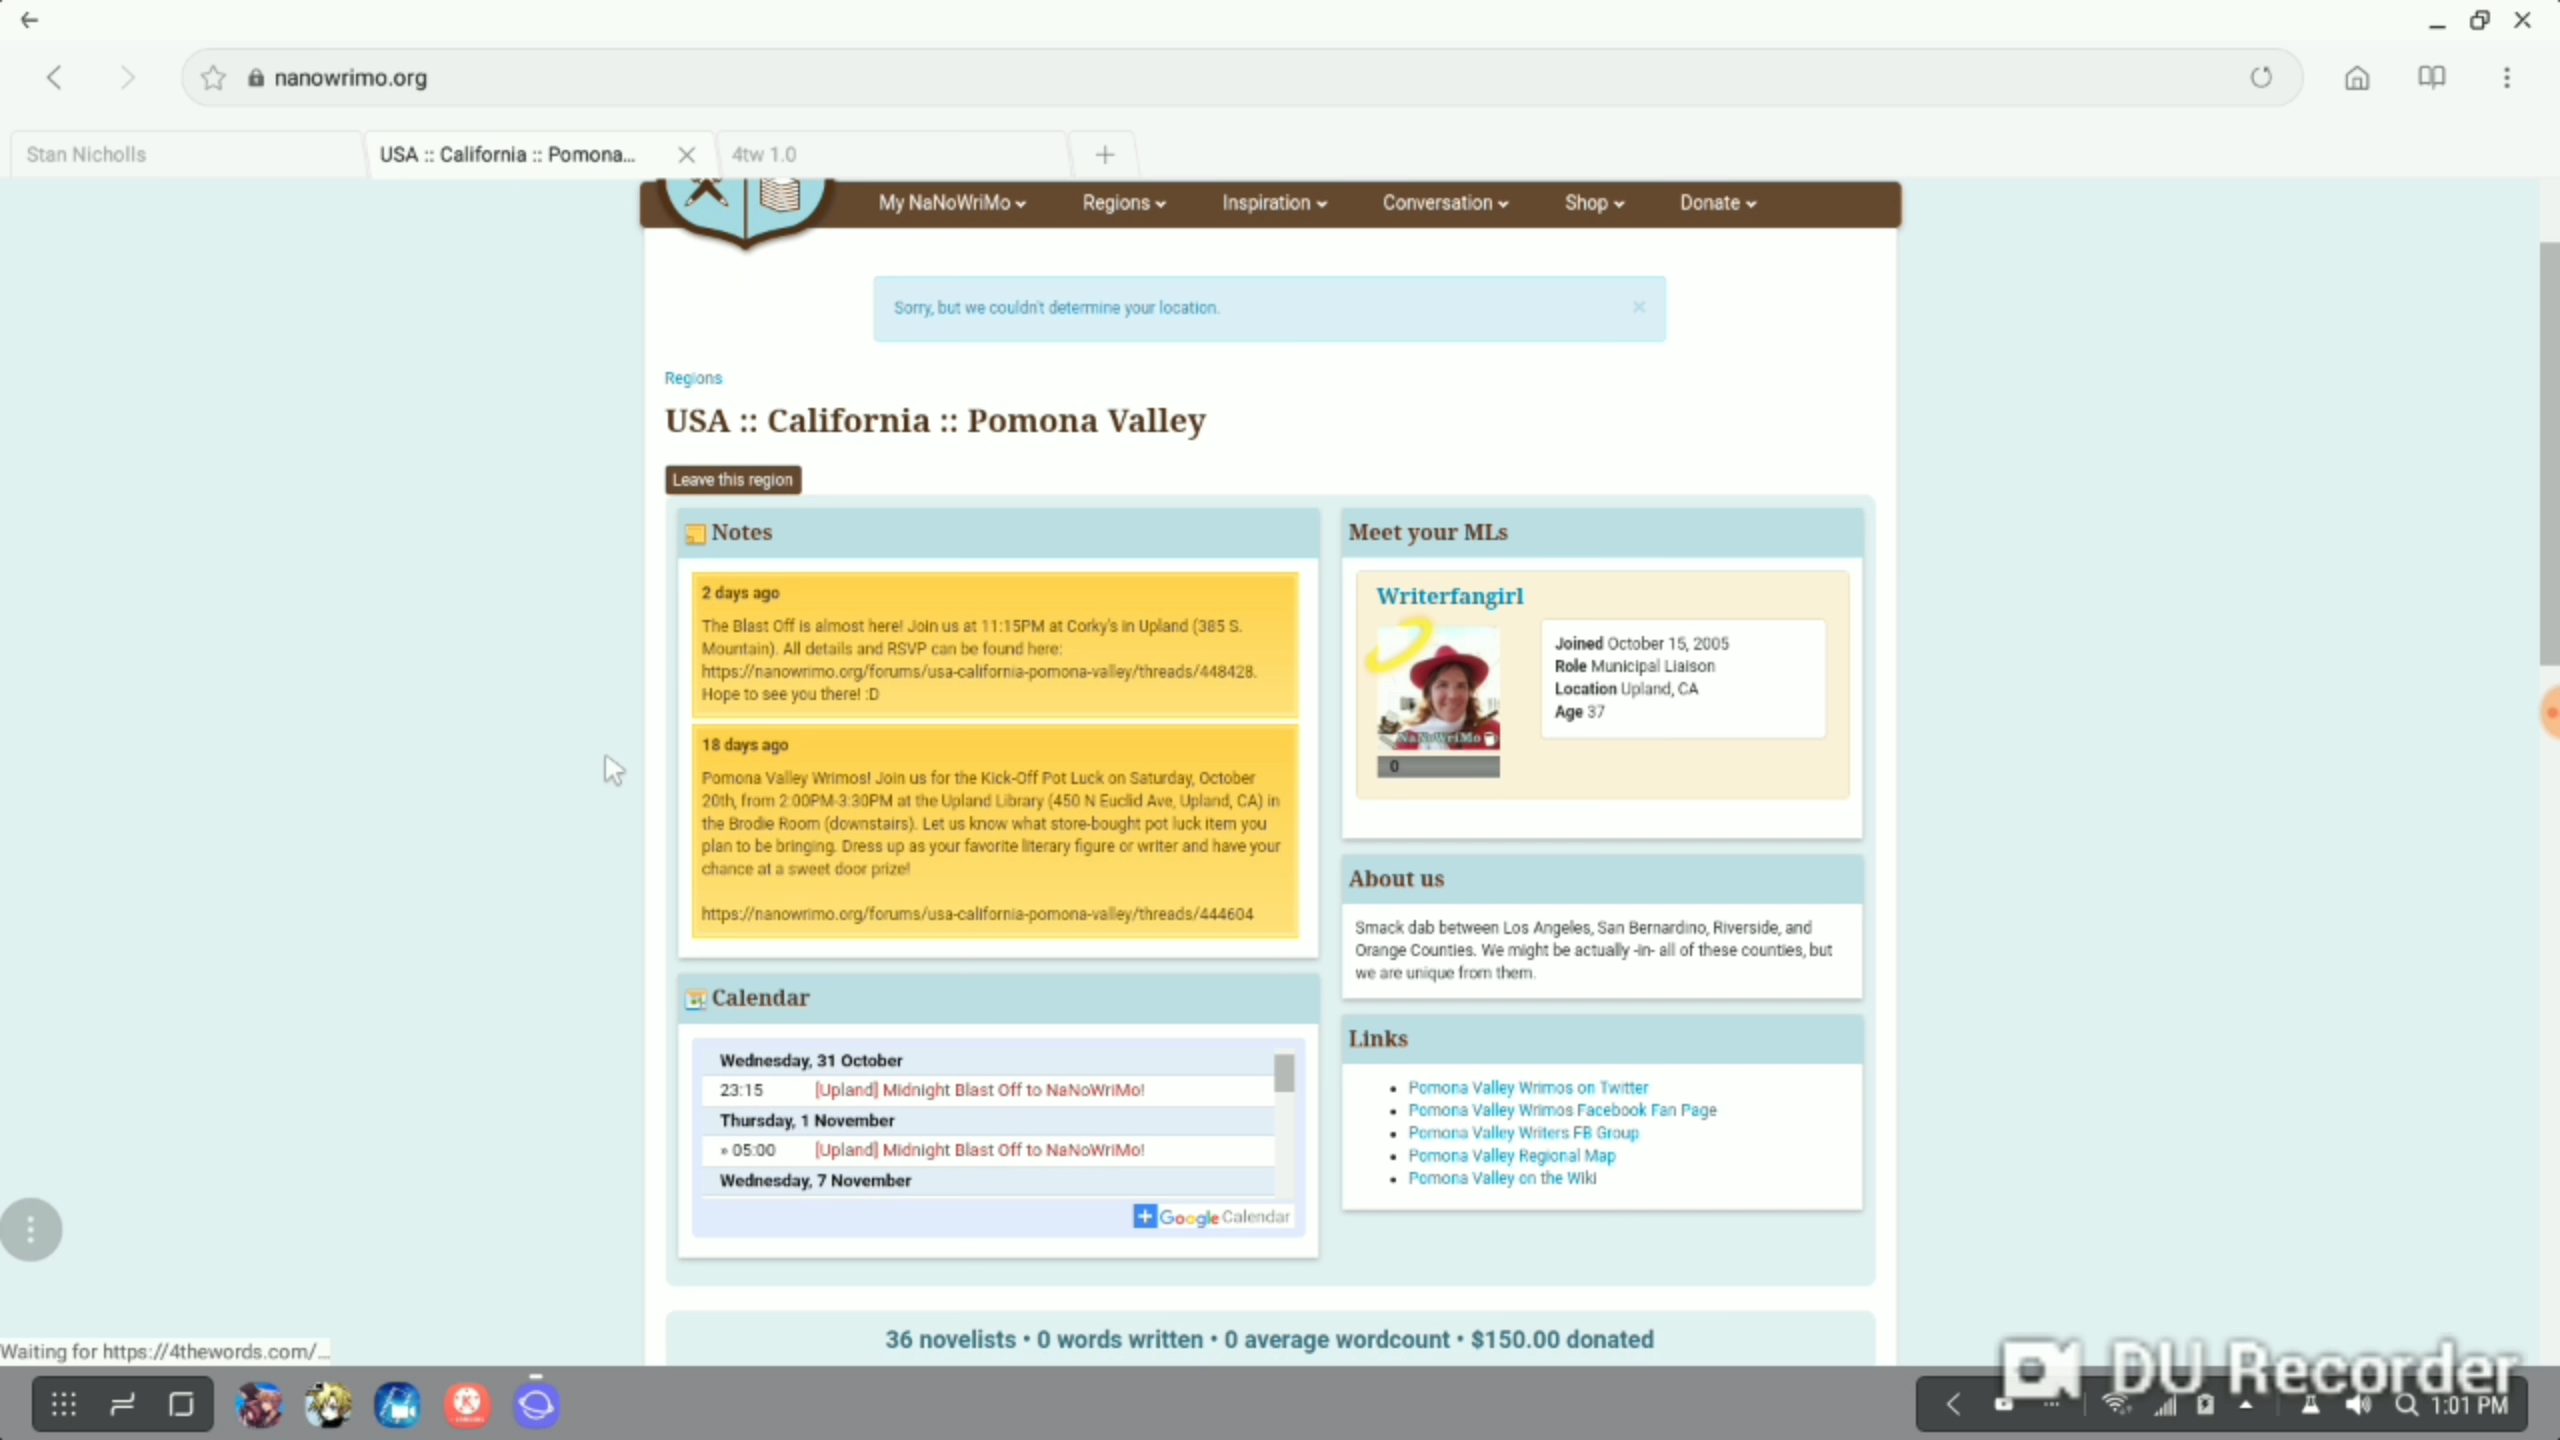 nanowrimo.org
Stan Nicholls
USA :: California :: Pomona...
4tw 1.0
My NaNoWriMo
Regions
Inspiration
Conversation
Shop
Donate
Sorry, but we couldn't determine your location.
Regions
USA :: California :: Pomona Valley
Leave this region
Notes
2 days ago
The Blast Off is almost here! Join us at 11:15PM at Corky's in Upland (385 S.
Mountain). All details and RSVP can be found here:
https://nanowrimo.org/forums/usa-california-pomona-valley/threads/448428.
Hope to see you there! :D
18 days ago
Pomona Valley Wrimos! Join us for the Kick-Off Pot Luck on Saturday, October
20th, from 2:00PM-3:30PM at the Upland Library (450 N Euclid Ave, Upland, CA) in
the Brodie Room (downstairs). Let us know what store-bought pot luck item you
plan to be bringing. Dress up as your favorite literary figure or writer and have your
chance at a sweet door prize!
https://nanowrimo.org/forums/usa-california-pomona-valley/threads/444604
Calendar
Wednesday, 31 October
23:15 [Upland] Midnight Blast Off to NaNoWriMo!
Thursday, 1 November
» 05:00 [Upland] Midnight Blast Off to NaNoWriMo!
Wednesday, 7 November
Google Calendar
Meet your MLs
Writerfangirl
NaNoWriMo
0
Joined October 15, 2005
Role Municipal Liaison
Location Upland, CA
Age 37
About us
Smack dab between Los Angeles, San Bernardino, Riverside, and
Orange Counties. We might be actually -in- all of these counties, but
we are unique from them.
Links
Pomona Valley Wrimos on Twitter
Pomona Valley Wrimos Facebook Fan Page
Pomona Valley Writers FB Group
Pomona Valley Regional Map
Pomona Valley on the Wiki
36 novelists • 0 words written • 0 average wordcount • $150.00 donated
Waiting for https://4thewords.com/...
DU Recorder
1:01 PM